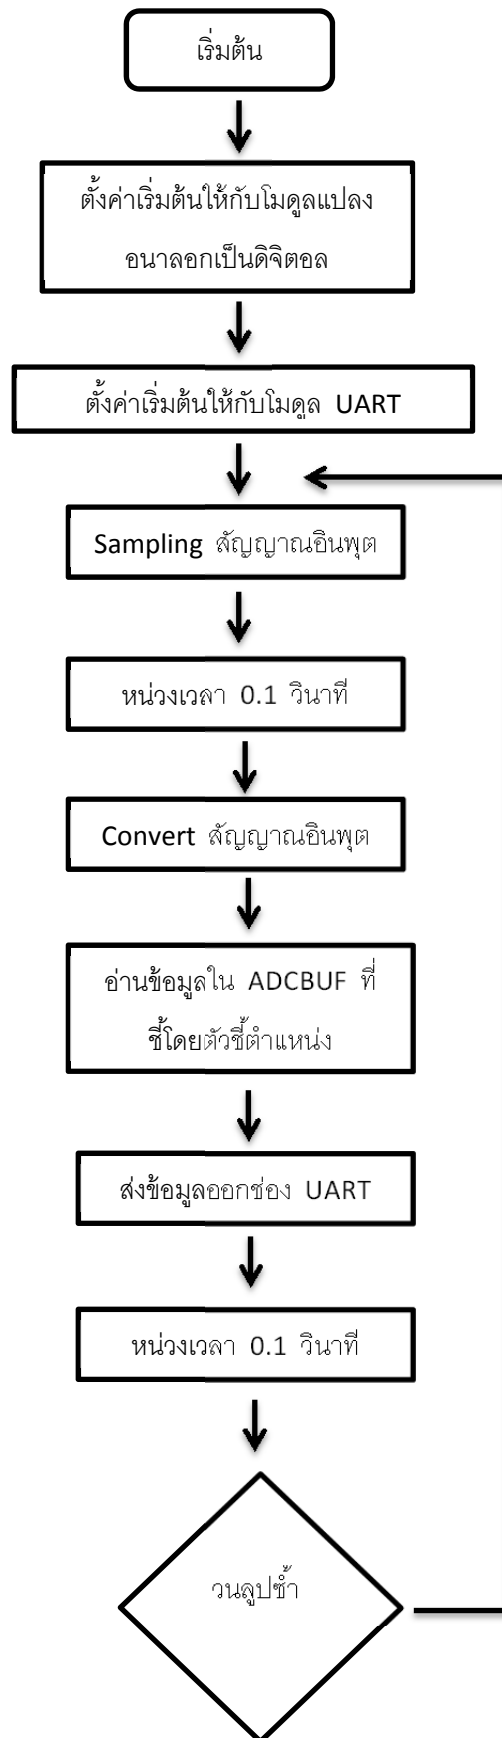 เริ่มต้น
ตั้งค่าเริ่มต้นให้กับโมดูลแปลง
อนาลอกเป็นดิจิตอล
ตั้งค่าเริ่มต้นให้กับโมดูล UART
Sampling สัญญาณอินพุต
หน่วงเวลา 0.1 วินาที
Convert สัญญาณอินพุต
อ่านข้อมูลใน ADCBUF ที่
ชี้โดยตัวชี้ตำแหน่ง
ส่งข้อมูลออกช่อง UART
หน่วงเวลา 0.1 วินาที
วนลูปซ้ำ